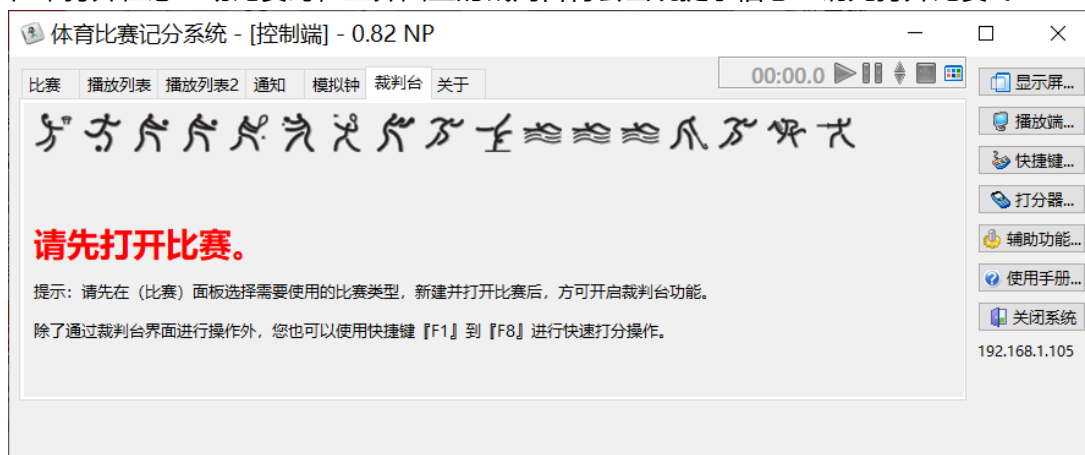 体育比赛记分系统 - [控制端] - 0.82 NP
比赛 播放列表 播放列表2 通知 模拟钟 裁判台 关于
00:00.0
显示屏...
播放端...
快捷键...
打分器...
辅助功能...
使用手册...
关闭系统
192.168.1.105
请先打开比赛。
提示：请先在（比赛）面板选择需要使用的比赛类型，新建并打开比赛后，方可开启裁判台功能。
除了通过裁判台界面进行操作外，您也可以使用快捷键『F1』到『F8』进行快速打分操作。